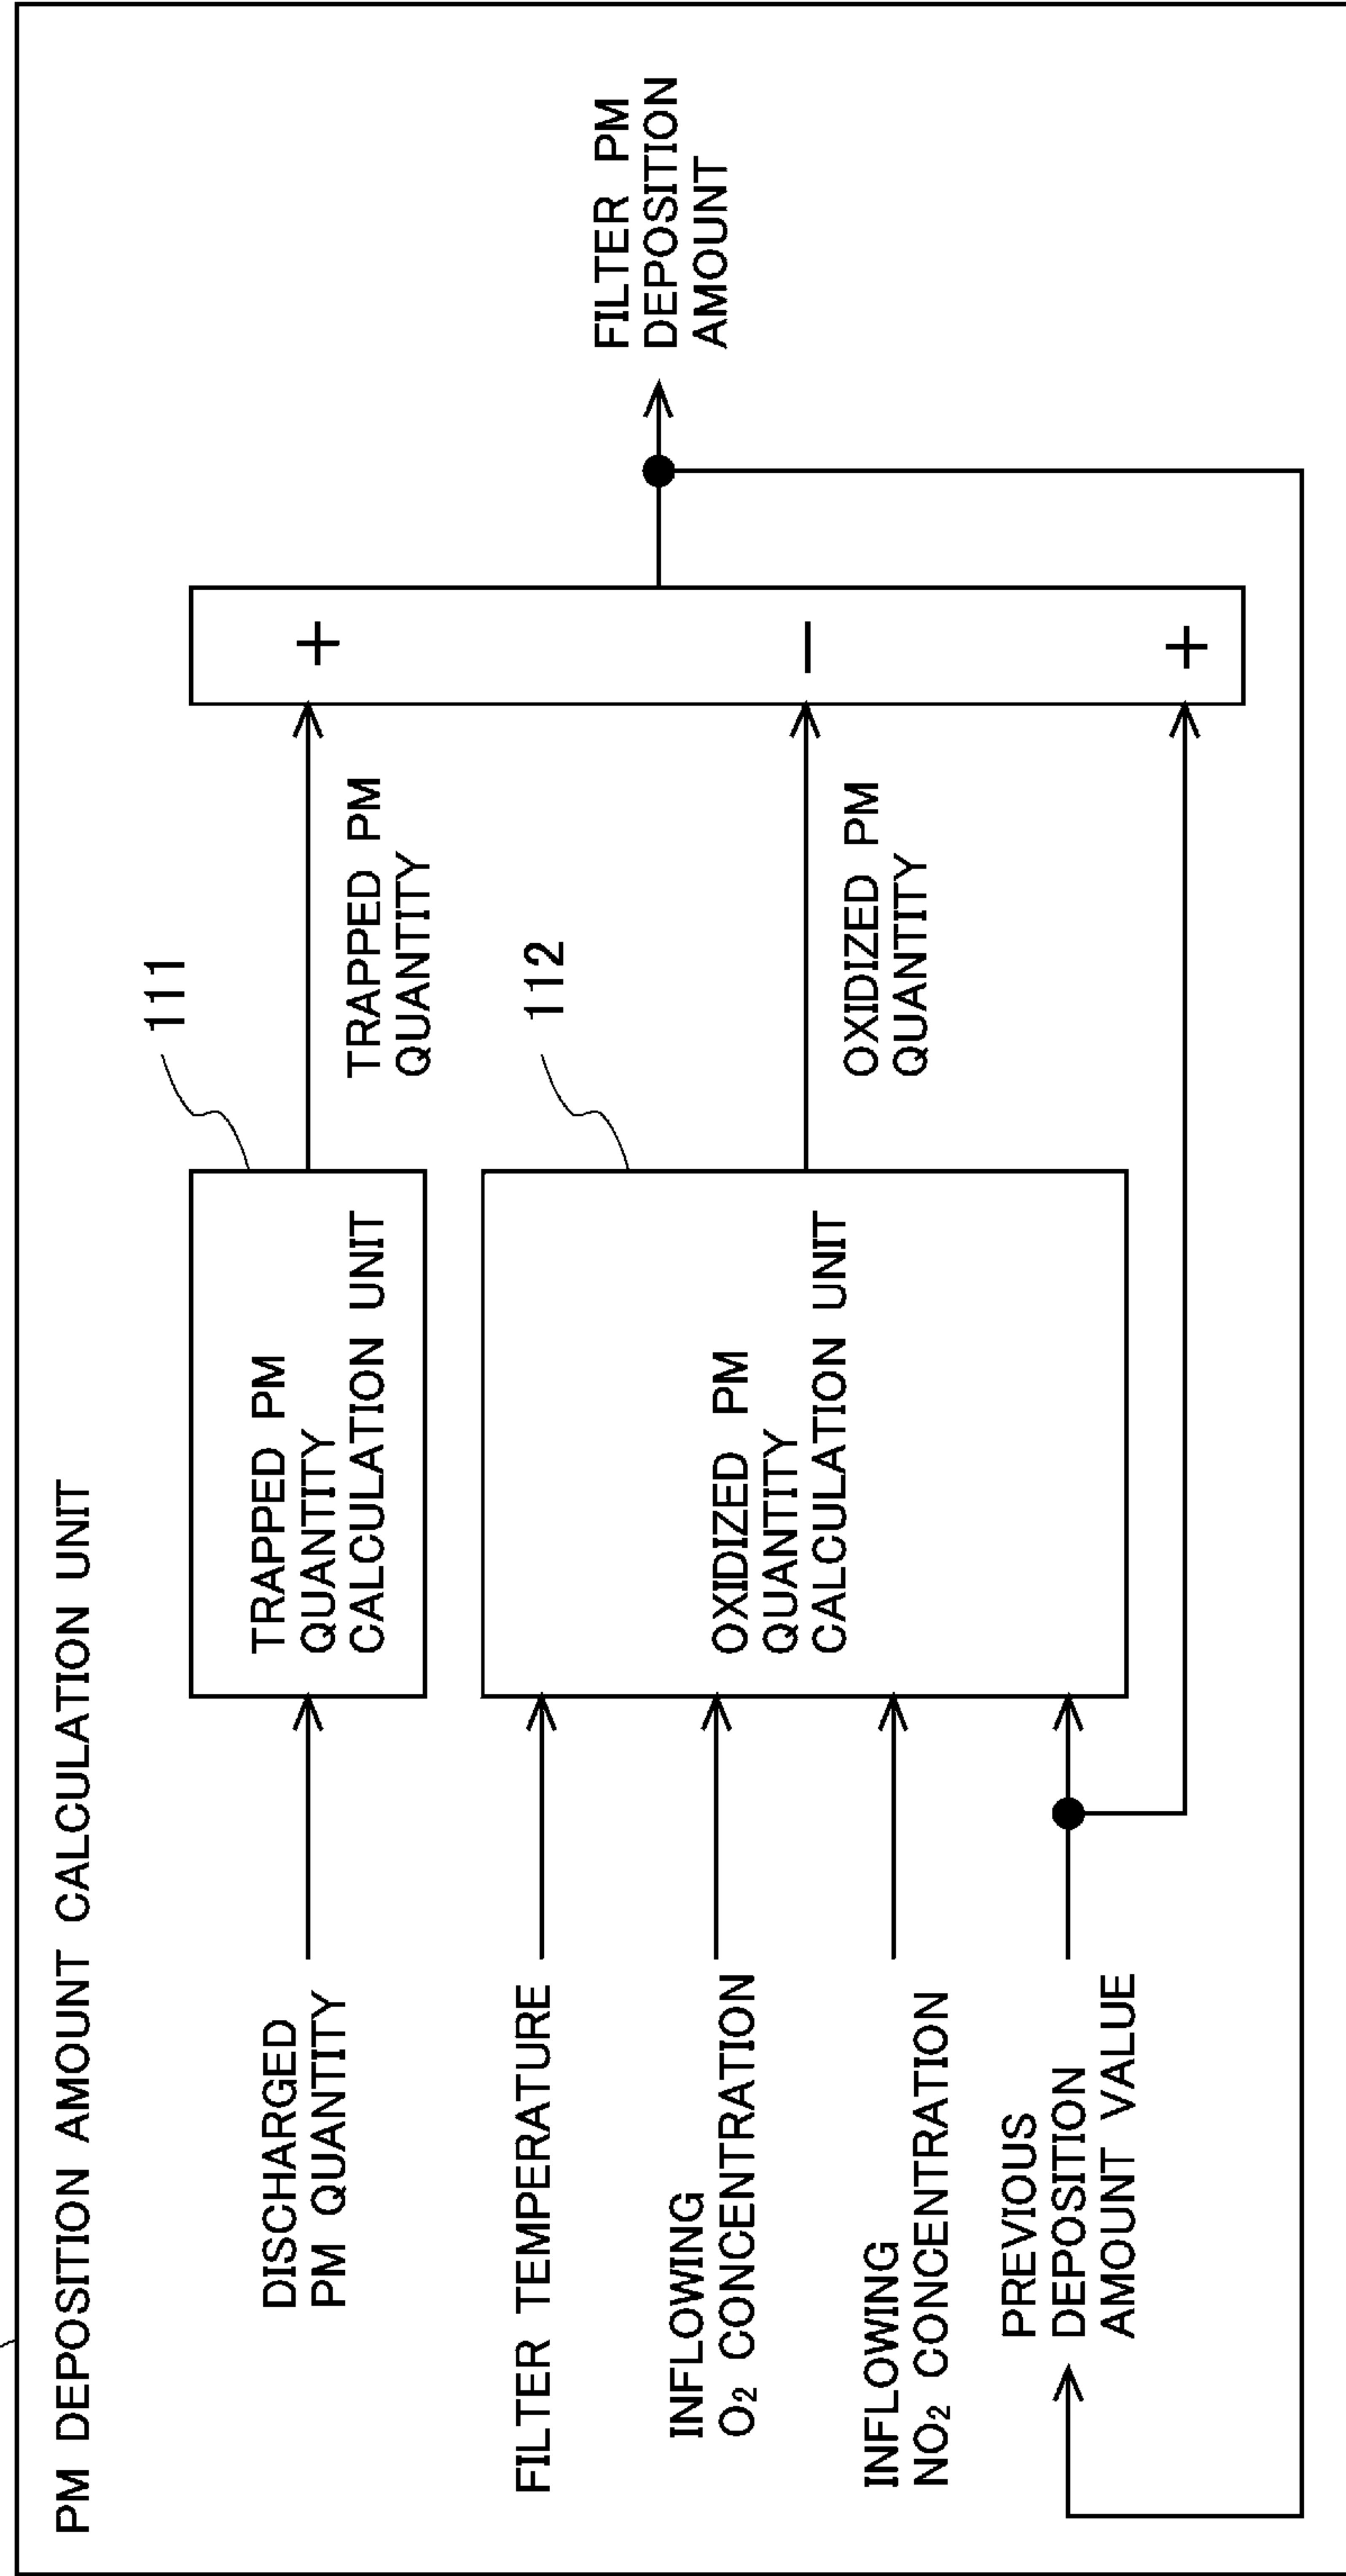 PM DEPOSITION AMOUNT CALCULATION UNIT
DISCHARGED
PM QUANTITY
TRAPPED PM
QUANTITY
CALCULATION UNIT
111
TRAPPED PM
QUANTITY
+
FILTER TEMPERATURE
INFLOWING
O₂ CONCENTRATION
INFLOWING
NO₂ CONCENTRATION
PREVIOUS
DEPOSITION
AMOUNT VALUE
OXIDIZED PM
QUANTITY
CALCULATION UNIT
112
OXIDIZED PM
QUANTITY
−
+
FILTER PM
DEPOSITION
AMOUNT